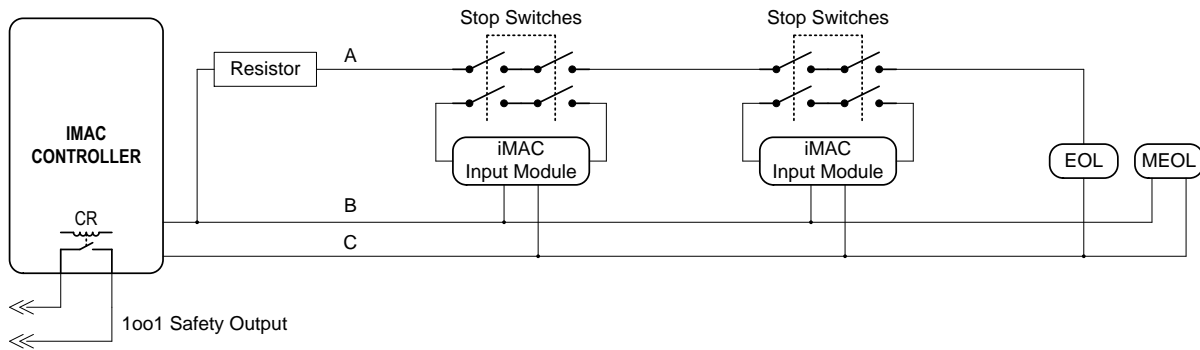 Stop Switches
Stop Switches
Resistor
A
IMAC
CONTROLLER
iMAC
Input Module
iMAC
Input Module
EOL
MEOL
B
CR
C
1oo1 Safety Output